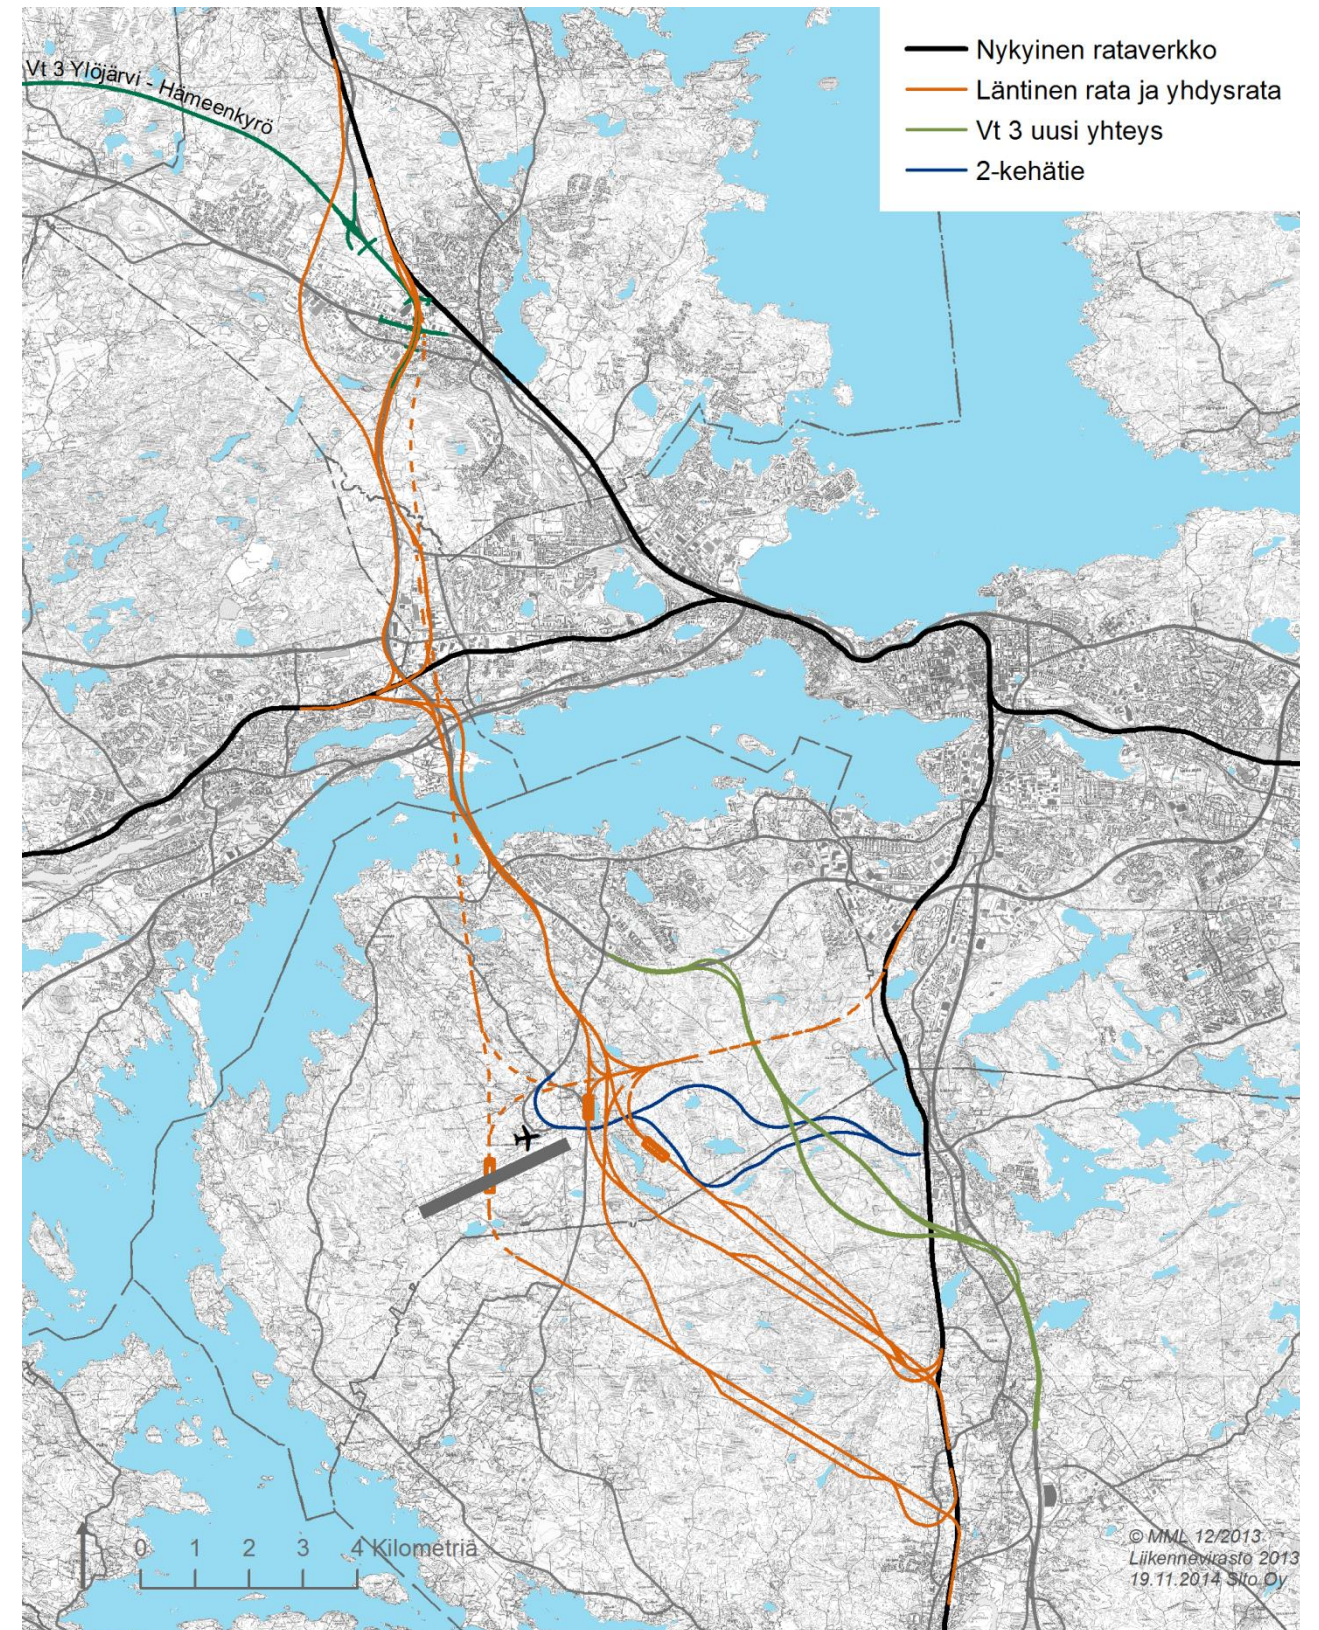 Nykyinen rataverkko
Läntinen rata ja yhdysrata
Vt 3 uusi yhteys
2-kehätie
Vt 3 Ylöjärvi - Hämeenkyrö
0 1 2 3 4 Kilometriä
© MML 12/2013
Liikennevirasto 2013
19.11.2014 Sito Oy